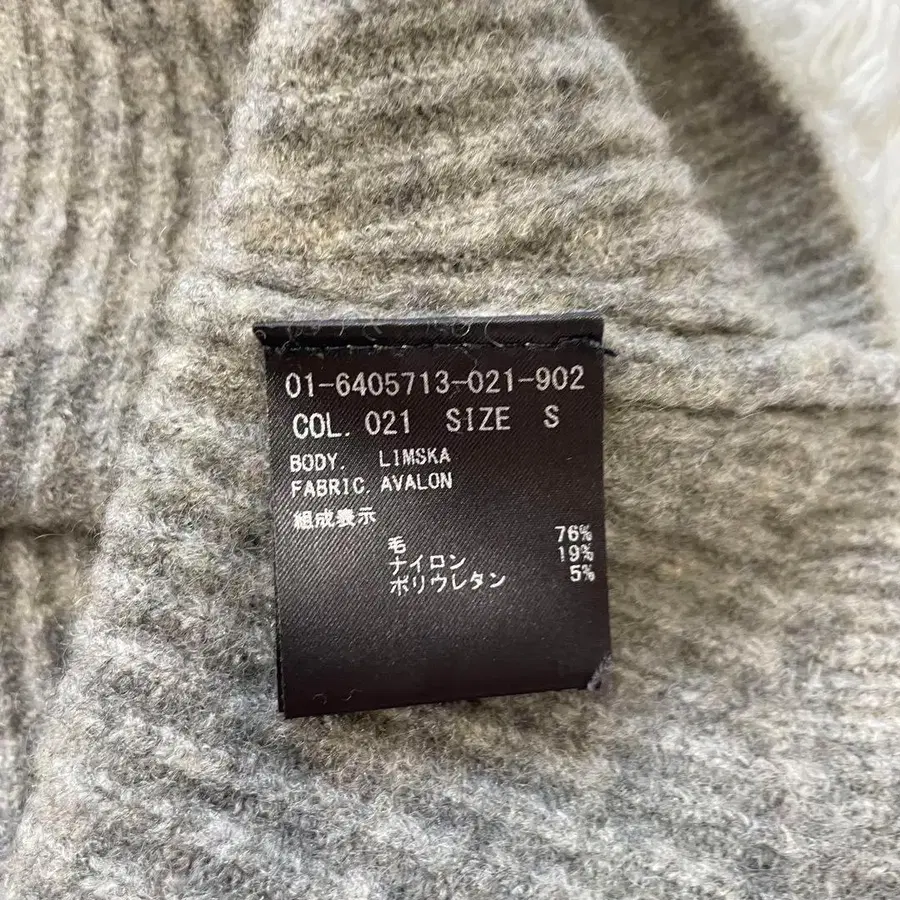 01-6405713-021-902
COL. 021 SIZE S
BODY. LIMSKA
FABRIC. AVALON
組成表示
毛 76%
ナイロン 19%
ポリウレタン 5%